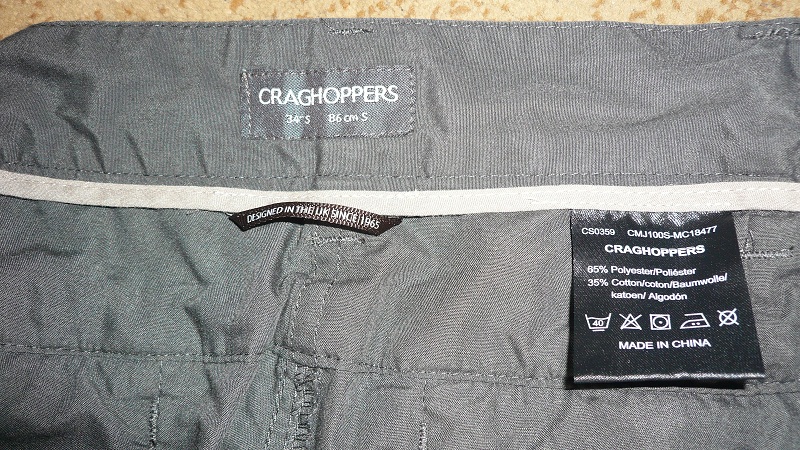 CRAGHOPPERS
34" S 86 cm S
DESIGNED IN THE UK SINCE 1965
CS0359 CMJ100S-MC18477
CRAGHOPPERS
65% Polyester/Poliéster
35% Cotton/coton/Baumwolle/
katoen/ Algodón
40
MADE IN CHINA